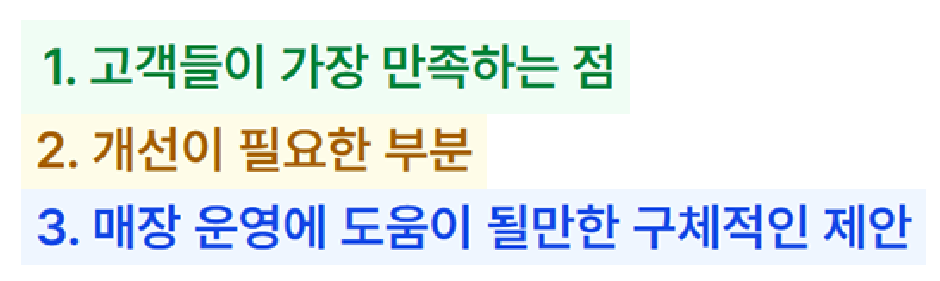 1. 고객들이 가장 만족하는 점
2. 개선이 필요한 부분
3. 매장 운영에 도움이 될만한 구체적인 제안